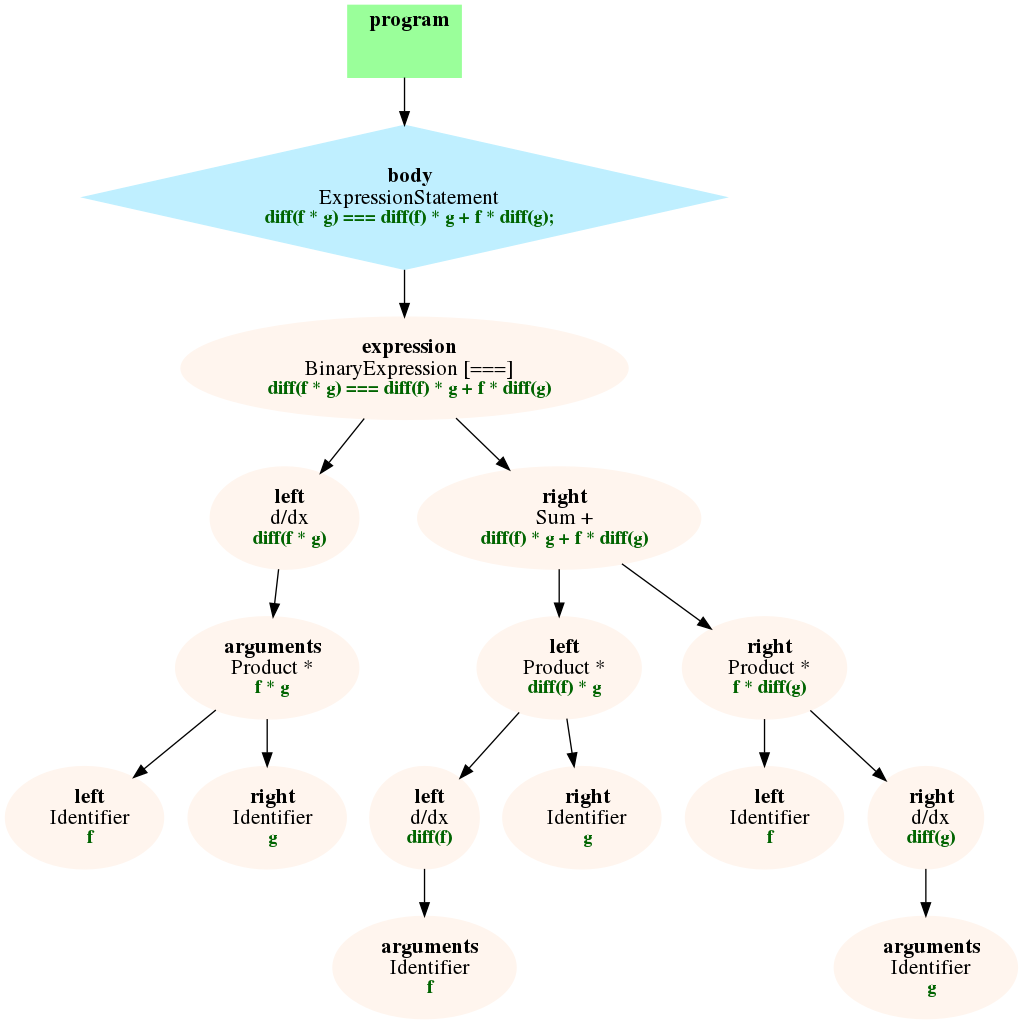 program
body
ExpressionStatement
diff(f * g) === diff(f) * g + f * diff(g);
expression
BinaryExpression [===]
diff(f * g) === diff(f) * g + f * diff(g)
left
d/dx
diff(f * g)
right
Sum +
diff(f) * g + f * diff(g)
arguments
Product *
f * g
left
Product *
diff(f) * g
right
Product *
f * diff(g)
left
Identifier
f
right
Identifier
g
left
d/dx
diff(f)
right
Identifier
g
left
Identifier
f
right
d/dx
diff(g)
arguments
Identifier
f
arguments
Identifier
g